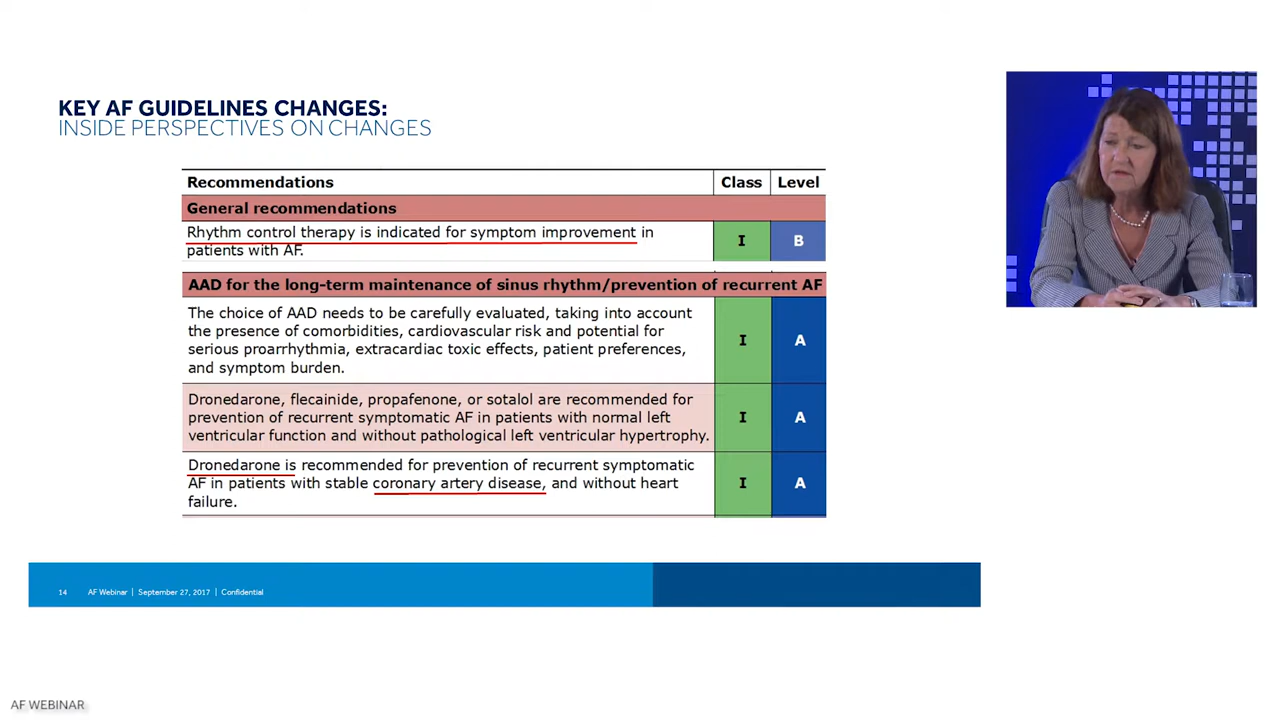 KEY AF GUIDELINES CHANGES:
INSIDE PERSPECTIVES ON CHANGES
Recommendations Class Level
General recommendations
Rhythm control therapy is indicated for symptom improvement in
patients with AF.
I B
AAD for the long-term maintenance of sinus rhythm/prevention of recurrent AF
The choice of AAD needs to be carefully evaluated, taking into account
the presence of comorbidities, cardiovascular risk and potential for
serious proarrhythmia, extracardiac toxic effects, patient preferences,
and symptom burden.
I A
Dronedarone, flecainide, propafenone, or sotalol are recommended for
prevention of recurrent symptomatic AF in patients with normal left
ventricular function and without pathological left ventricular hypertrophy.
I A
Dronedarone is recommended for prevention of recurrent symptomatic
AF in patients with stable coronary artery disease, and without heart
failure.
I A
14 AF Webinar | September 27, 2017 | Confidential
AF WEBINAR